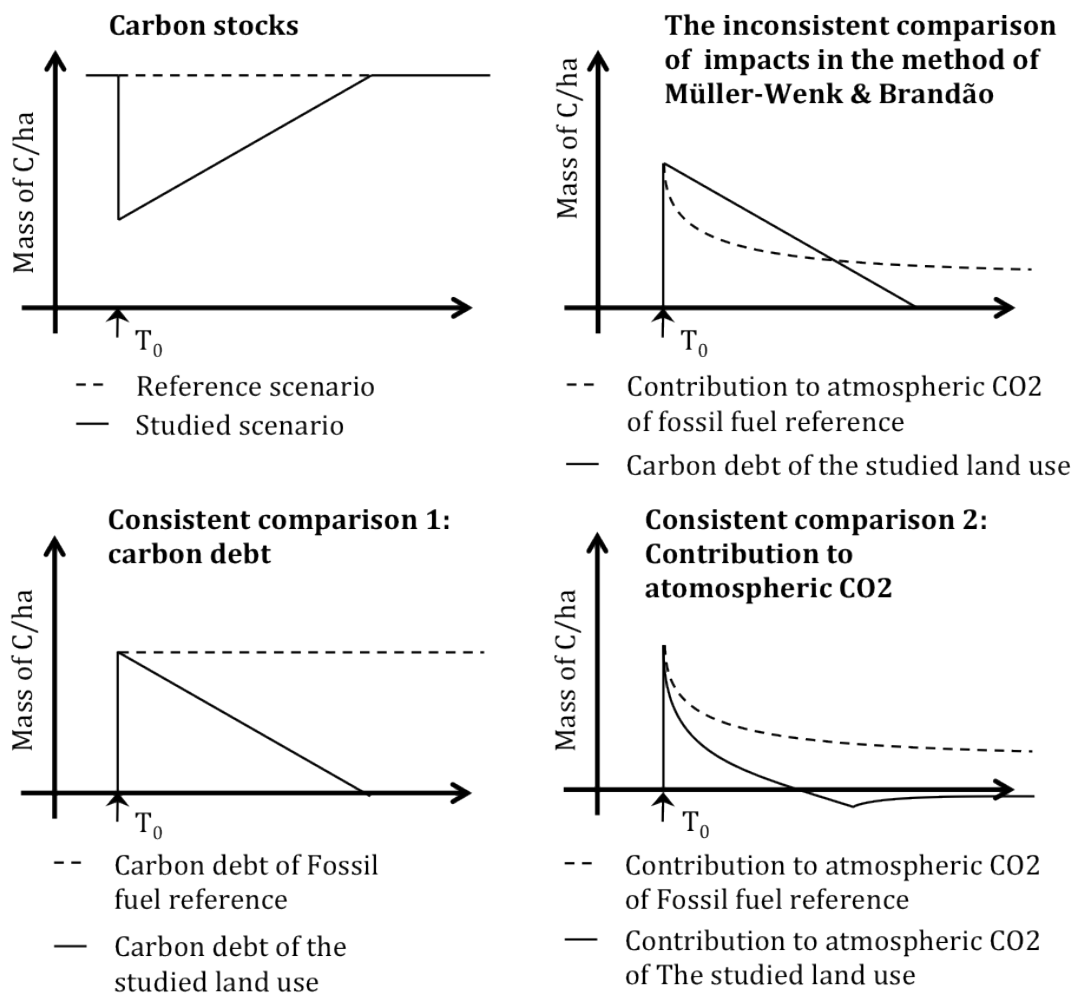 Carbon stocks
Mass of C/ha
T0
Reference scenario
Studied scenario
The inconsistent comparison
of impacts in the method of
Müller-Wenk & Brandão
Mass of C/ha
T0
Contribution to atmospheric CO2
of fossil fuel reference
Carbon debt of the studied land use
Consistent comparison 1:
carbon debt
Mass of C/ha
T0
Carbon debt of Fossil
fuel reference
Carbon debt of the
studied land use
Consistent comparison 2:
Contribution to
atomospheric CO2
Mass of C/ha
T0
Contribution to atmospheric CO2
of Fossil fuel reference
Contribution to atmospheric CO2
of The studied land use